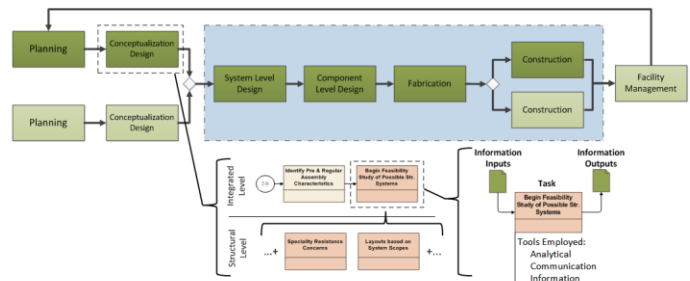 Planning
Conceptualization
Design
System Level
Design
Component
Level Design
Fabrication
Construction
Construction
Facility
Management
Planning
Conceptualization
Design
Integrated
Level
Identify Pre & Regular
Assembly
Characteristics
Begin Feasibility
Study of Possible Str.
Systems
Structural
Level
...+
Speciality Resistance
Concerns
Layouts based on
System Scopes
+...
Information
Inputs
Information
Outputs
Task
Begin Feasibility
Study of Possible Str.
Systems
Tools Employed:
Analytical
Communication
Information